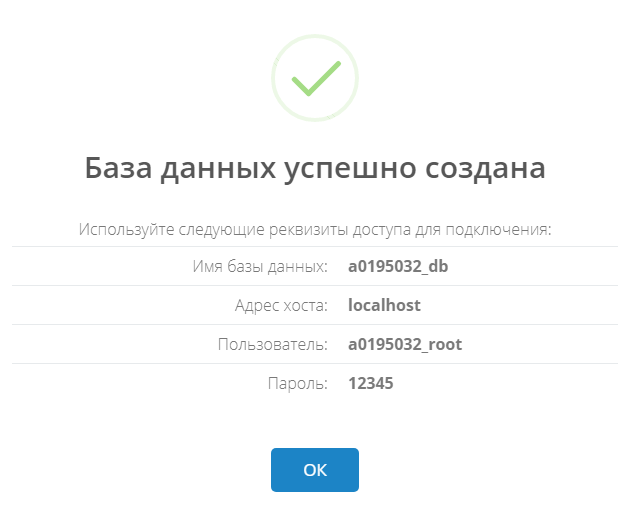 База данных успешно создана
Используйте следующие реквизиты доступа для подключения:
Имя базы данных: a0195032_db
Адрес хоста: localhost
Пользователь: a0195032_root
Пароль: 12345
ОК